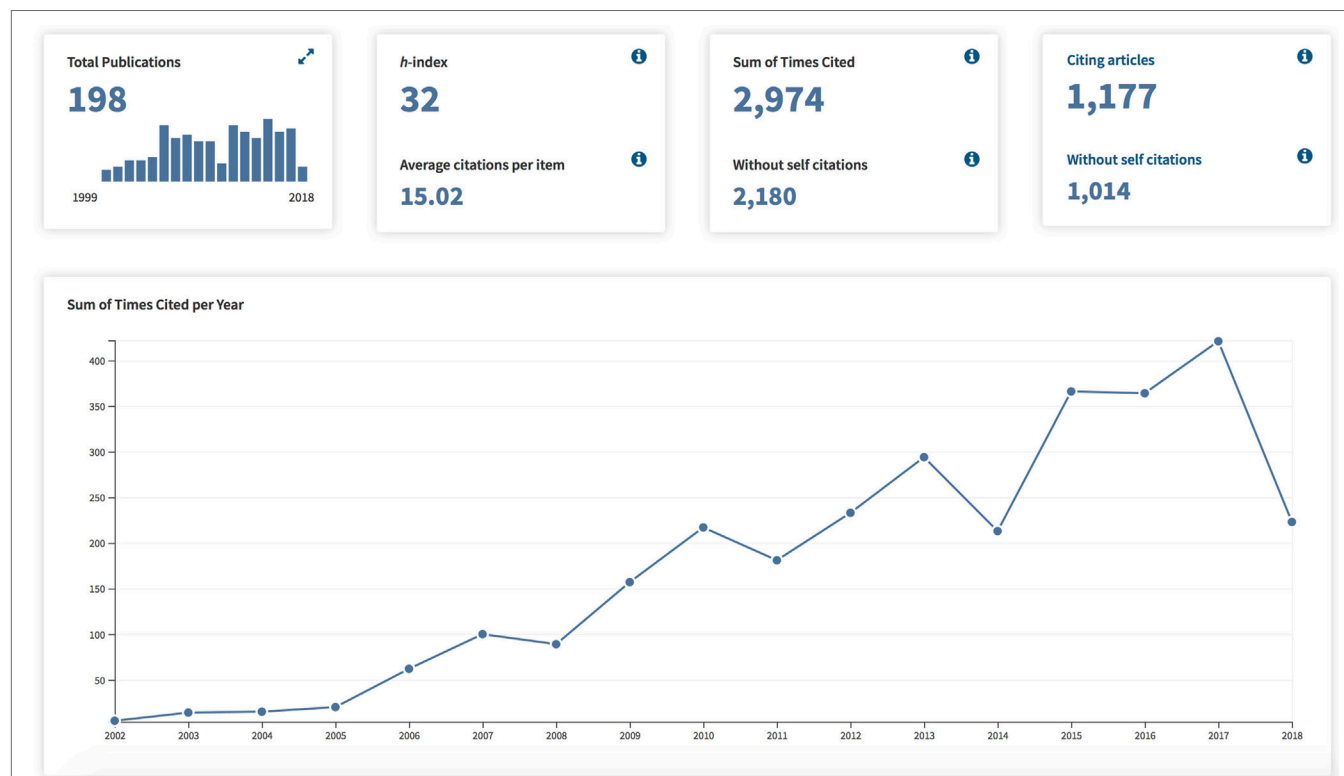 Total Publications
198
1999 2018
h-index
32
Average citations per item
15.02
Sum of Times Cited
2,974
Without self citations
2,180
Citing articles
1,177
Without self citations
1,014
Sum of Times Cited per Year
400
350
300
250
200
150
100
50
2002 2003 2004 2005 2006 2007 2008 2009 2010 2011 2012 2013 2014 2015 2016 2017 2018